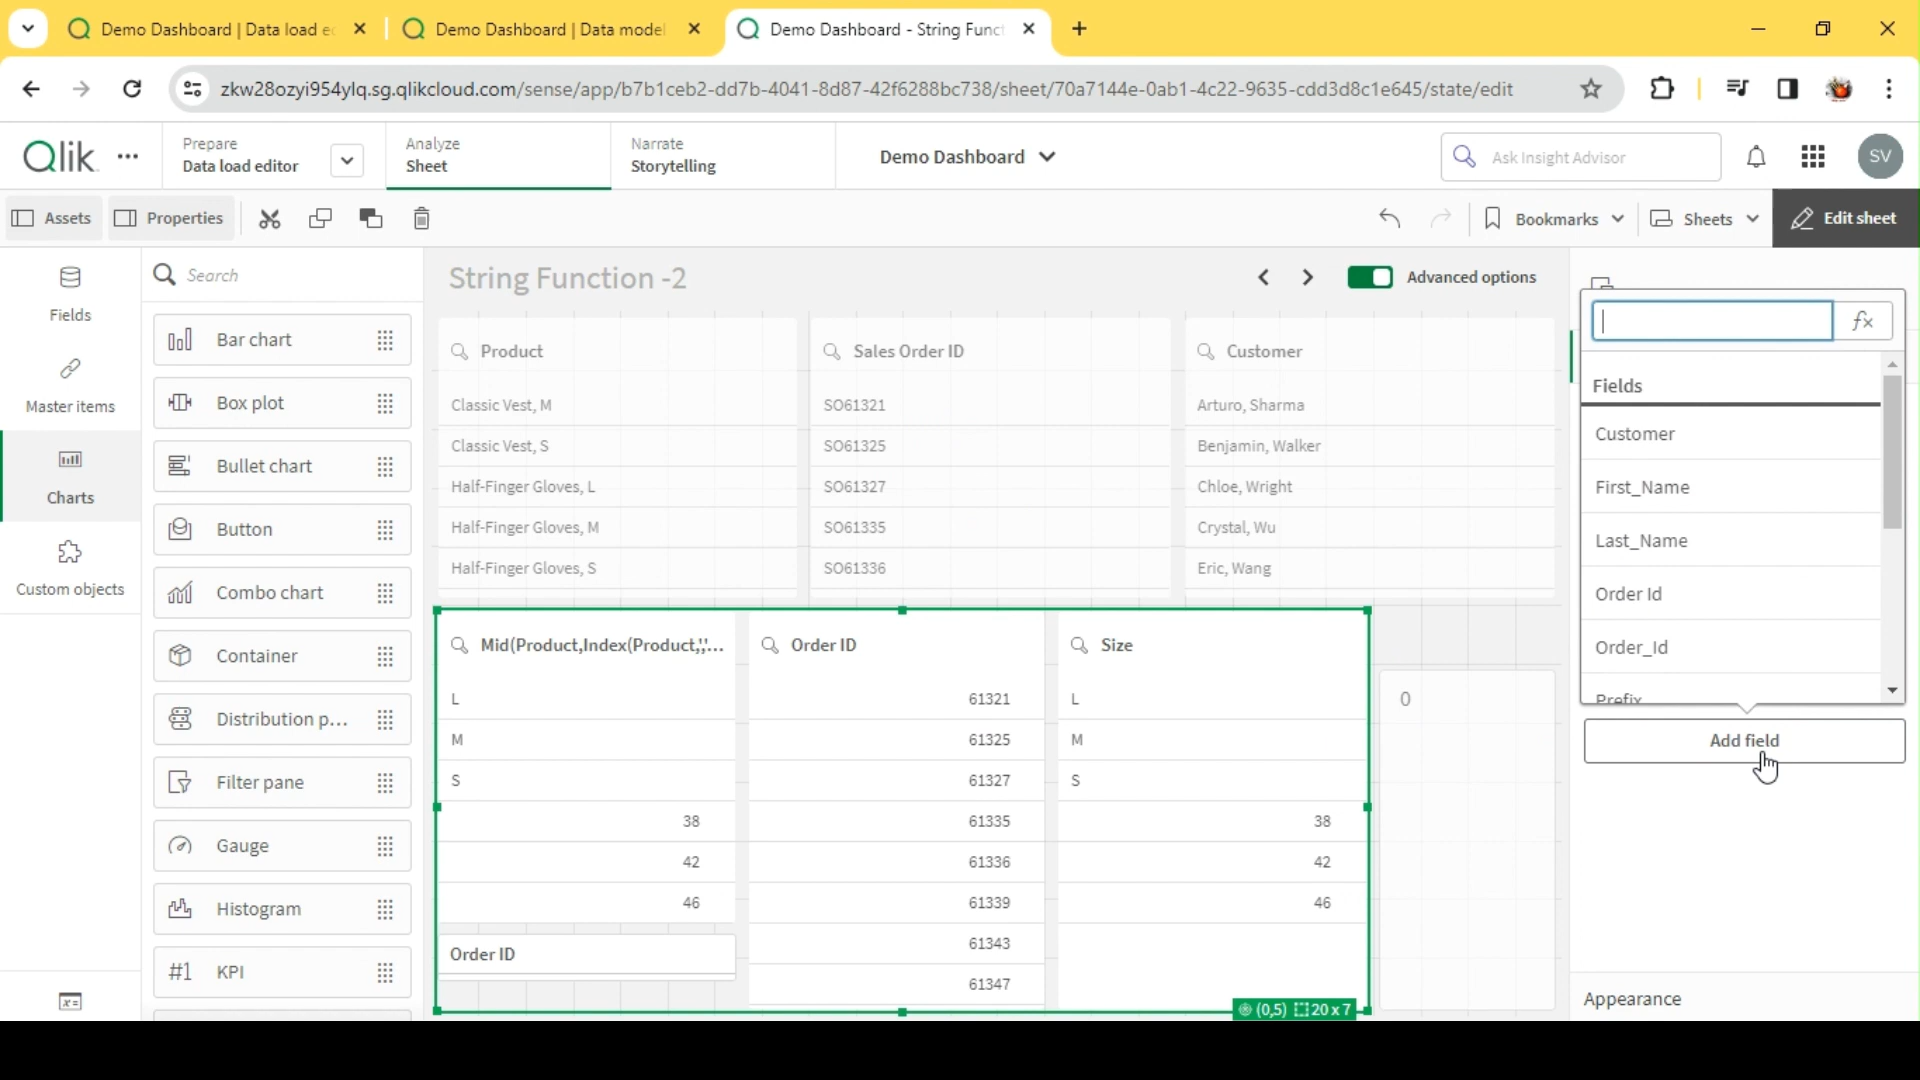 Demo Dashboard | Data load e
Demo Dashboard | Data model
Demo Dashboard - String Func
zkw28ozyi954ylq.sg.qlikcloud.com/sense/app/b7b1ceb2-dd7b-4041-8d87-42f6288bc738/sheet/70a7144e-0ab1-4c22-9635-cdd3d8c1e645/state/edit
Qlik
Prepare
Data load editor
Analyze
Sheet
Narrate
Storytelling
Demo Dashboard
Ask Insight Advisor
SV
Assets
Properties
Bookmarks
Sheets
Edit sheet
Fields
Master items
Charts
Custom objects
Search
Bar chart
Box plot
Bullet chart
Button
Combo chart
Container
Distribution p...
Filter pane
Gauge
Histogram
#1 KPI
String Function -2
Advanced options
Product
Classic Vest, M
Classic Vest, S
Half-Finger Gloves, L
Half-Finger Gloves, M
Half-Finger Gloves, S
Sales Order ID
SO61321
SO61325
SO61327
SO61335
SO61336
Customer
Arturo, Sharma
Benjamin, Walker
Chloe, Wright
Crystal, Wu
Eric, Wang
Mid(Product,Index(Product,','...
L
M
S
38
42
46
Order ID
Order ID
61321
61325
61327
61335
61336
61339
61343
61347
Size
L
M
S
38
42
46
(0,5) 20 x 7
0
fx
Fields
Customer
First_Name
Last_Name
Order Id
Order_Id
Prefix
Add field
Appearance